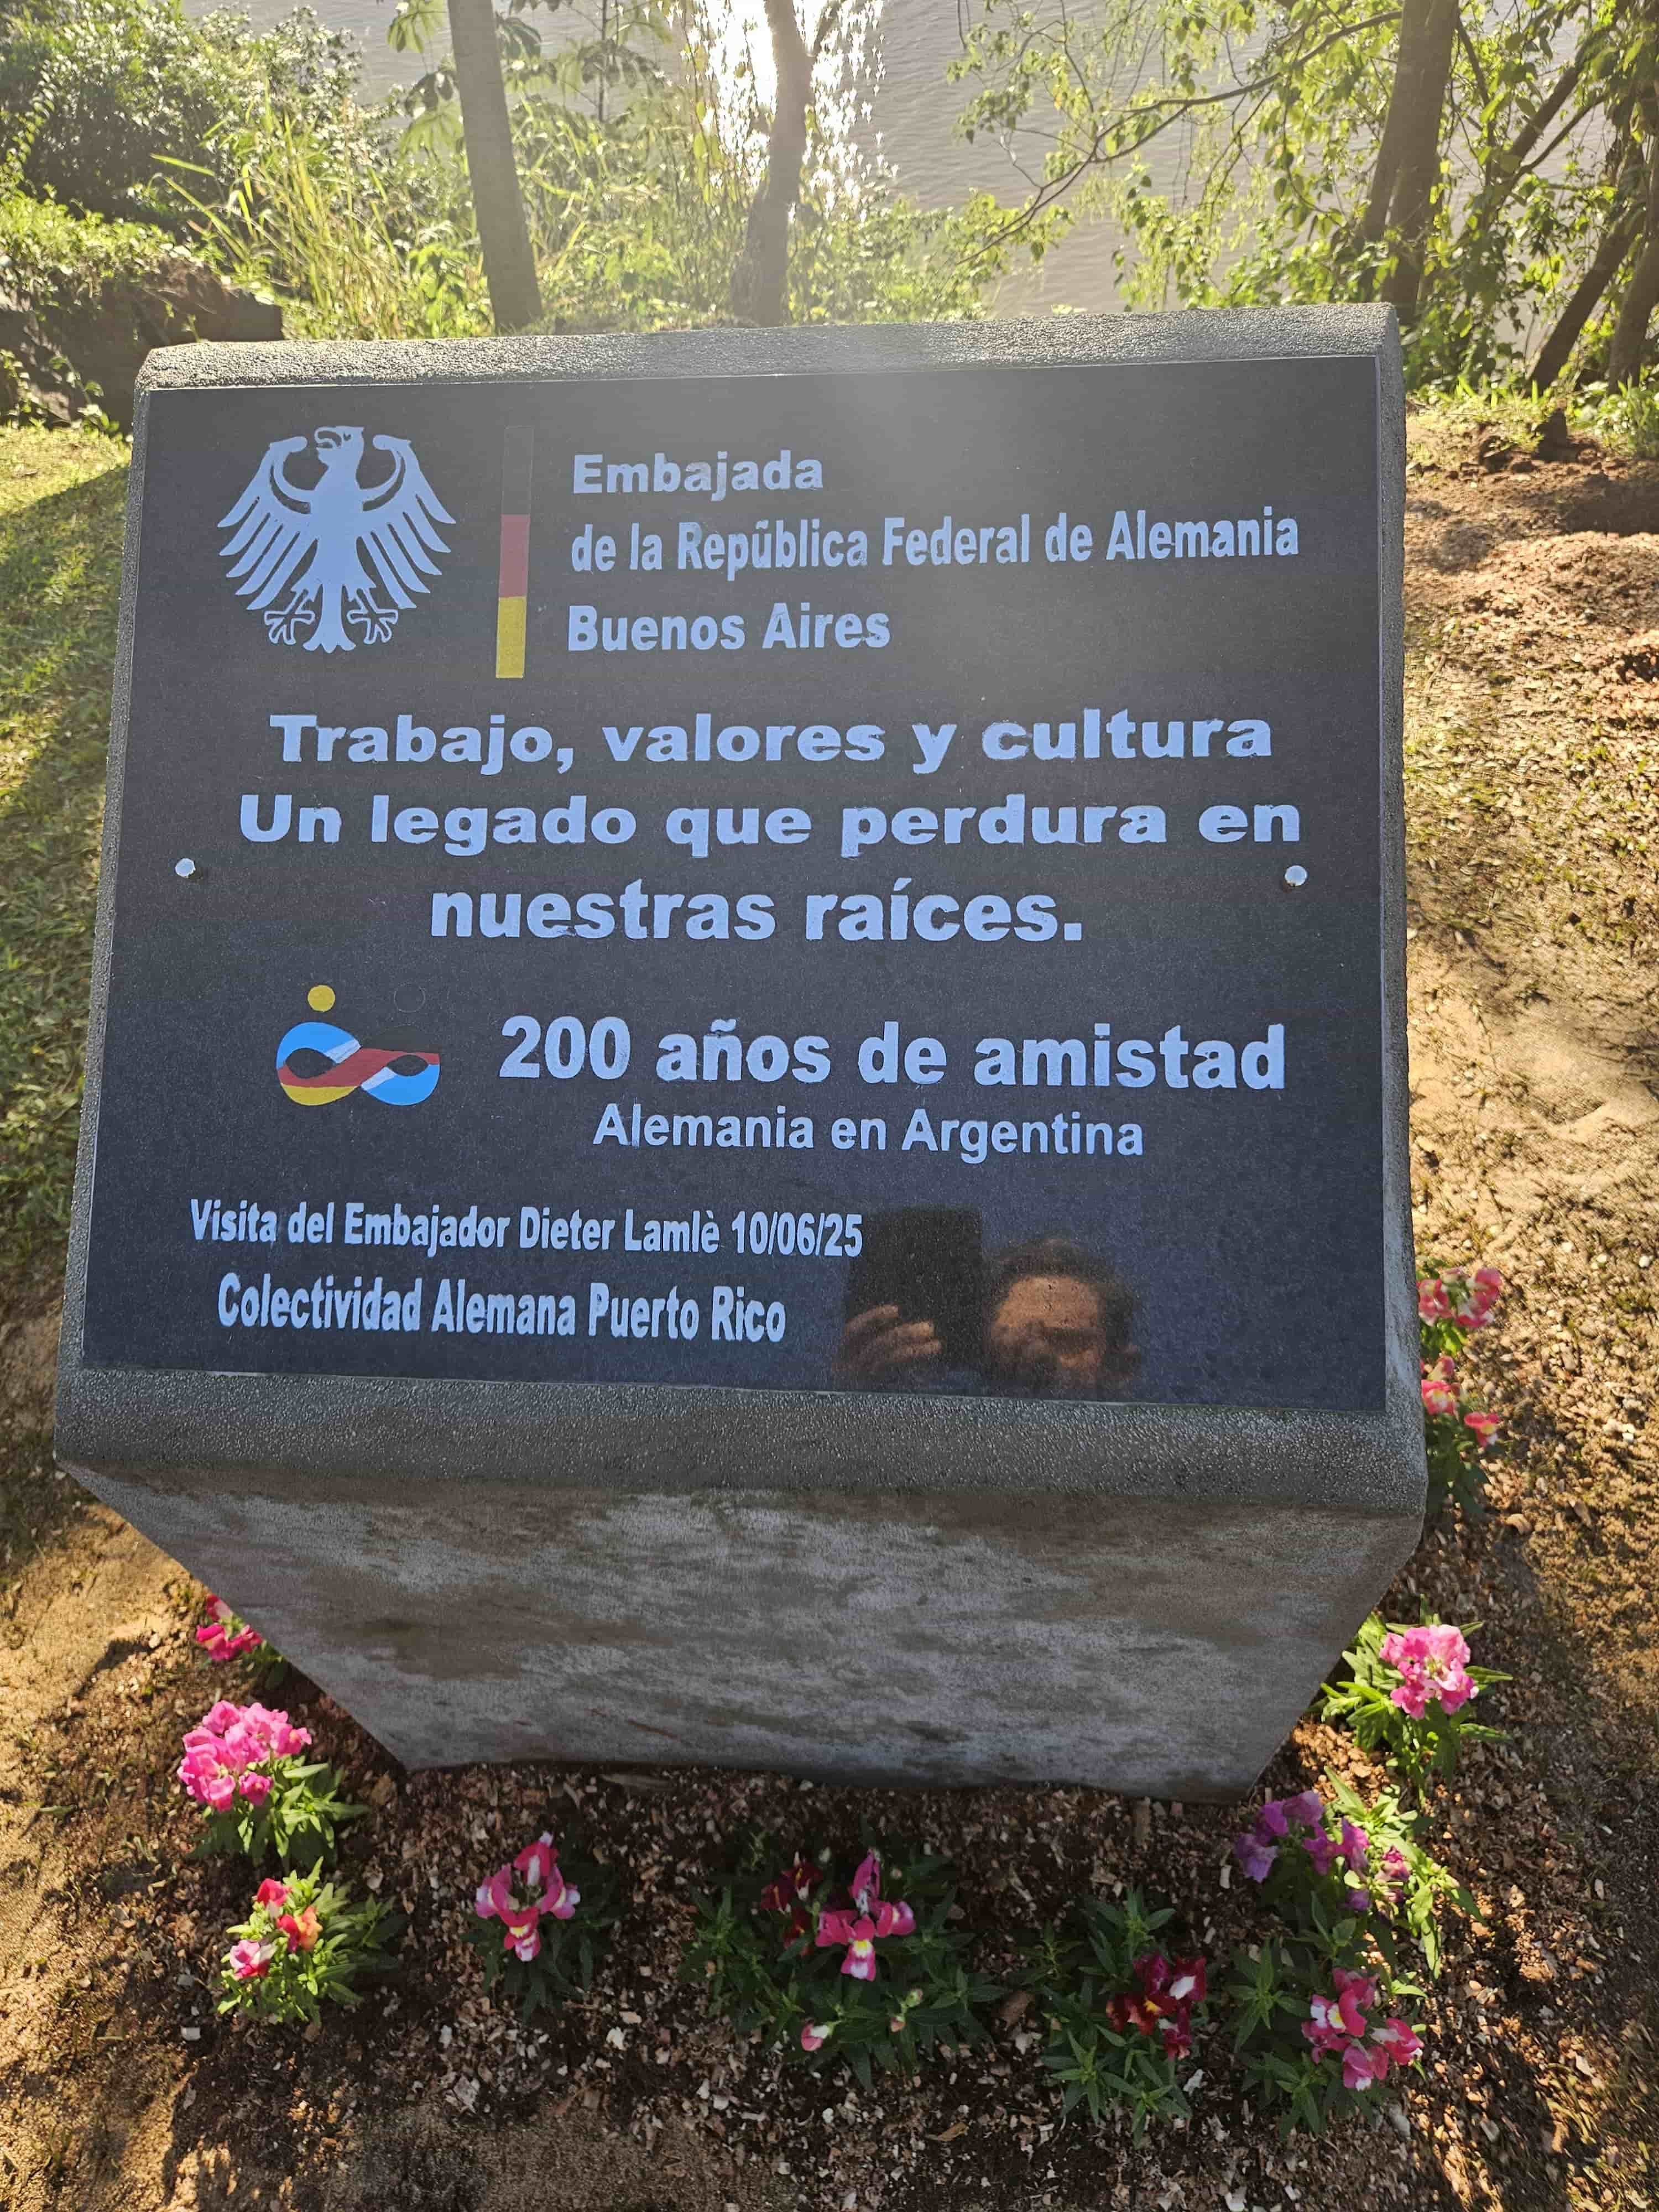 Embajada
de la República Federal de Alemania
Buenos Aires
Trabajo, valores y cultura
Un legado que perdura en
nuestras raíces.
200 años de amistad
Alemania en Argentina
Visita del Embajador Dieter Lamlè 10/06/25
Colectividad Alemana Puerto Rico